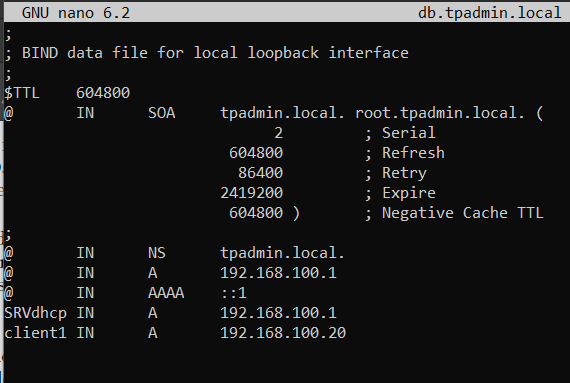 GNU nano 6.2 db.tpadmin.local
;
; BIND data file for local loopback interface
;
$TTL 604800
@ IN SOA tpadmin.local. root.tpadmin.local. (
2 ; Serial
604800 ; Refresh
86400 ; Retry
2419200 ; Expire
604800 ) ; Negative Cache TTL
;
@ IN NS tpadmin.local.
@ IN A 192.168.100.1
@ IN AAAA ::1
SRVdhcp IN A 192.168.100.1
client1 IN A 192.168.100.20